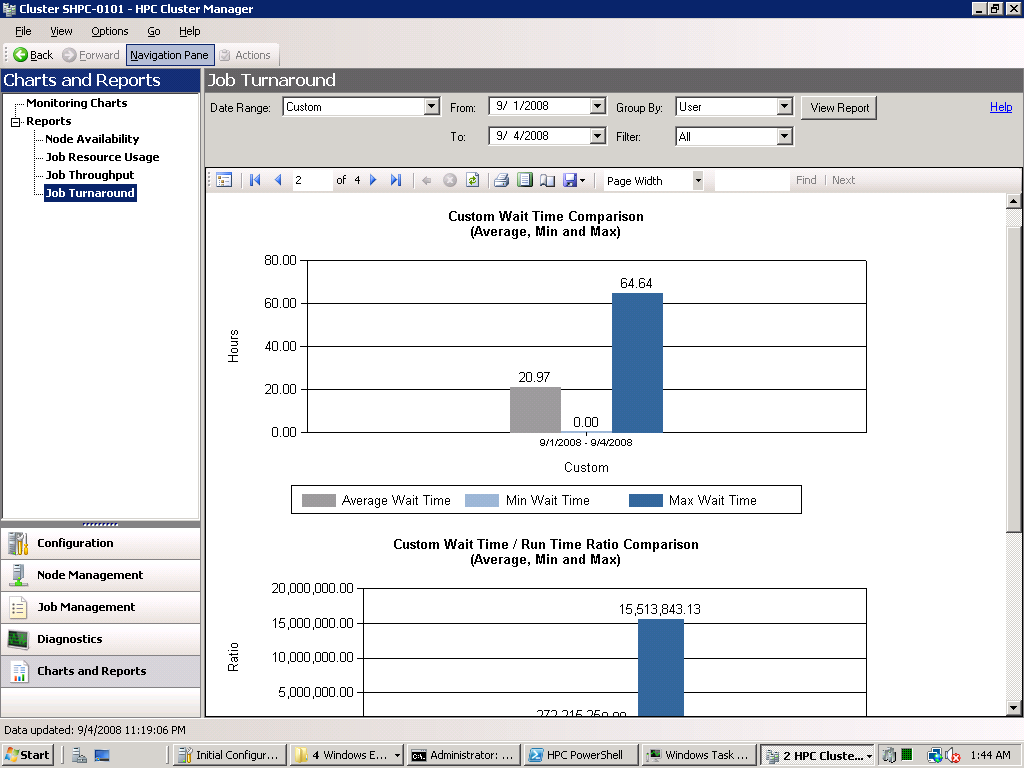 Cluster SHPC-0101 - HPC Cluster Manager
File View Options Go Help
Back Forward Navigation Pane Actions
Charts and Reports
Monitoring Charts
Reports
Node Availability
Job Resource Usage
Job Throughput
Job Turnaround
Configuration
Node Management
Job Management
Diagnostics
Charts and Reports
Job Turnaround
Date Range: Custom From: 9/ 1/2008 Group By: User View Report Help
To: 9/ 4/2008 Filter: All
2 of 4 Page Width Find | Next
Custom Wait Time Comparison
(Average, Min and Max)
80.00
64.64
60.00
Hours
40.00
20.97
20.00
0.00
0.00
9/1/2008 - 9/4/2008
Custom
Average Wait Time Min Wait Time Max Wait Time
Custom Wait Time / Run Time Ratio Comparison
(Average, Min and Max)
20,000,000.00
15,513,843.13
15,000,000.00
Ratio
10,000,000.00
5,000,000.00
Data updated: 9/4/2008 11:19:06 PM
Start Initial Configur... 4 Windows E... Administrator: ... HPC PowerShell Windows Task ... 2 HPC Cluste... 1:44 AM